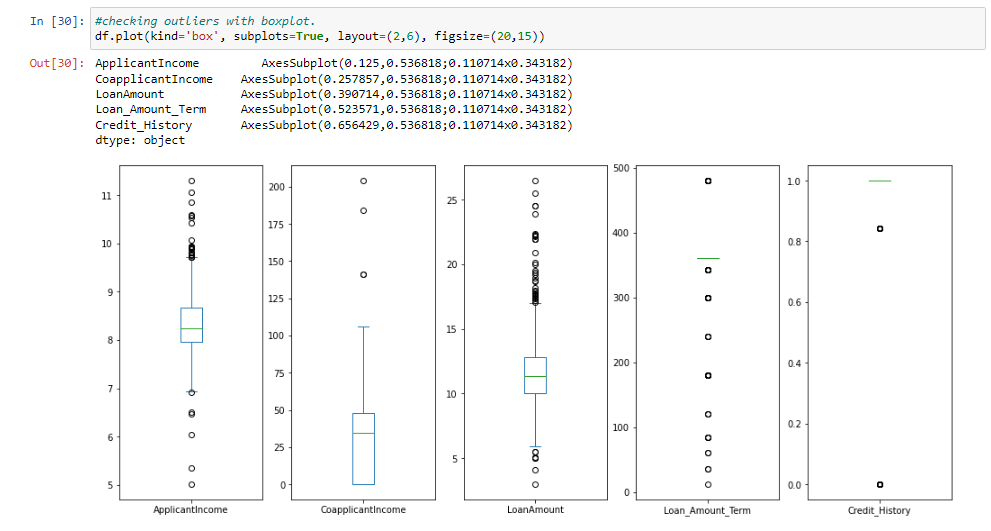 In [30]: #checking outliers with boxplot.
df.plot(kind='box', subplots=True, layout=(2,6), figsize=(20,15))
Out[30]: ApplicantIncome AxesSubplot(0.125,0.536818;0.110714x0.343182)
CoapplicantIncome AxesSubplot(0.257857,0.536818;0.110714x0.343182)
LoanAmount AxesSubplot(0.390714,0.536818;0.110714x0.343182)
Loan_Amount_Term AxesSubplot(0.523571,0.536818;0.110714x0.343182)
Credit_History AxesSubplot(0.656429,0.536818;0.110714x0.343182)
dtype: object
11
10
9
8
7
6
5
ApplicantIncome
200
175
150
125
100
75
50
25
0
CoapplicantIncome
25
20
15
10
5
LoanAmount
500
400
300
200
100
0
Loan_Amount_Term
1.0
0.8
0.6
0.4
0.2
0.0
Credit_History